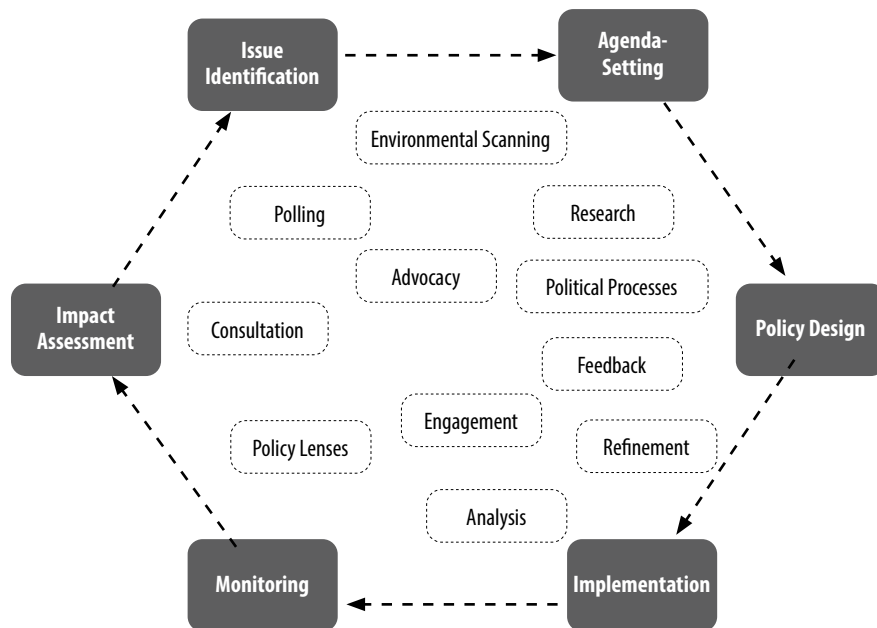 Issue
Identification
Agenda-
Setting
Environmental Scanning
Polling
Research
Advocacy
Political Processes
Impact
Assessment
Consultation
Policy Design
Feedback
Engagement
Policy Lenses
Refinement
Analysis
Monitoring
Implementation